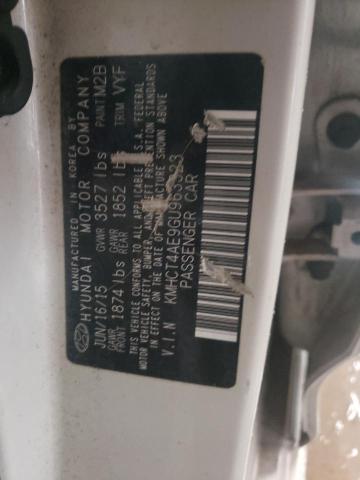 MANUFACTURED IN KOREA BY
HYUNDAI MOTOR COMPANY
JUN/16/15 GVWR 3527 lbs PAINT M2B
GAWR FRONT 1874 lbs GAWR REAR 1852 lbs TRIM VYF
THIS VEHICLE CONFORMS TO ALL APPLICABLE U.S.A. FEDERAL
MOTOR VEHICLE SAFETY, BUMPER, AND THEFT PREVENTION STANDARDS
IN EFFECT ON THE DATE OF MANUFACTURE SHOWN ABOVE
V.I.N
PASSENGER CAR